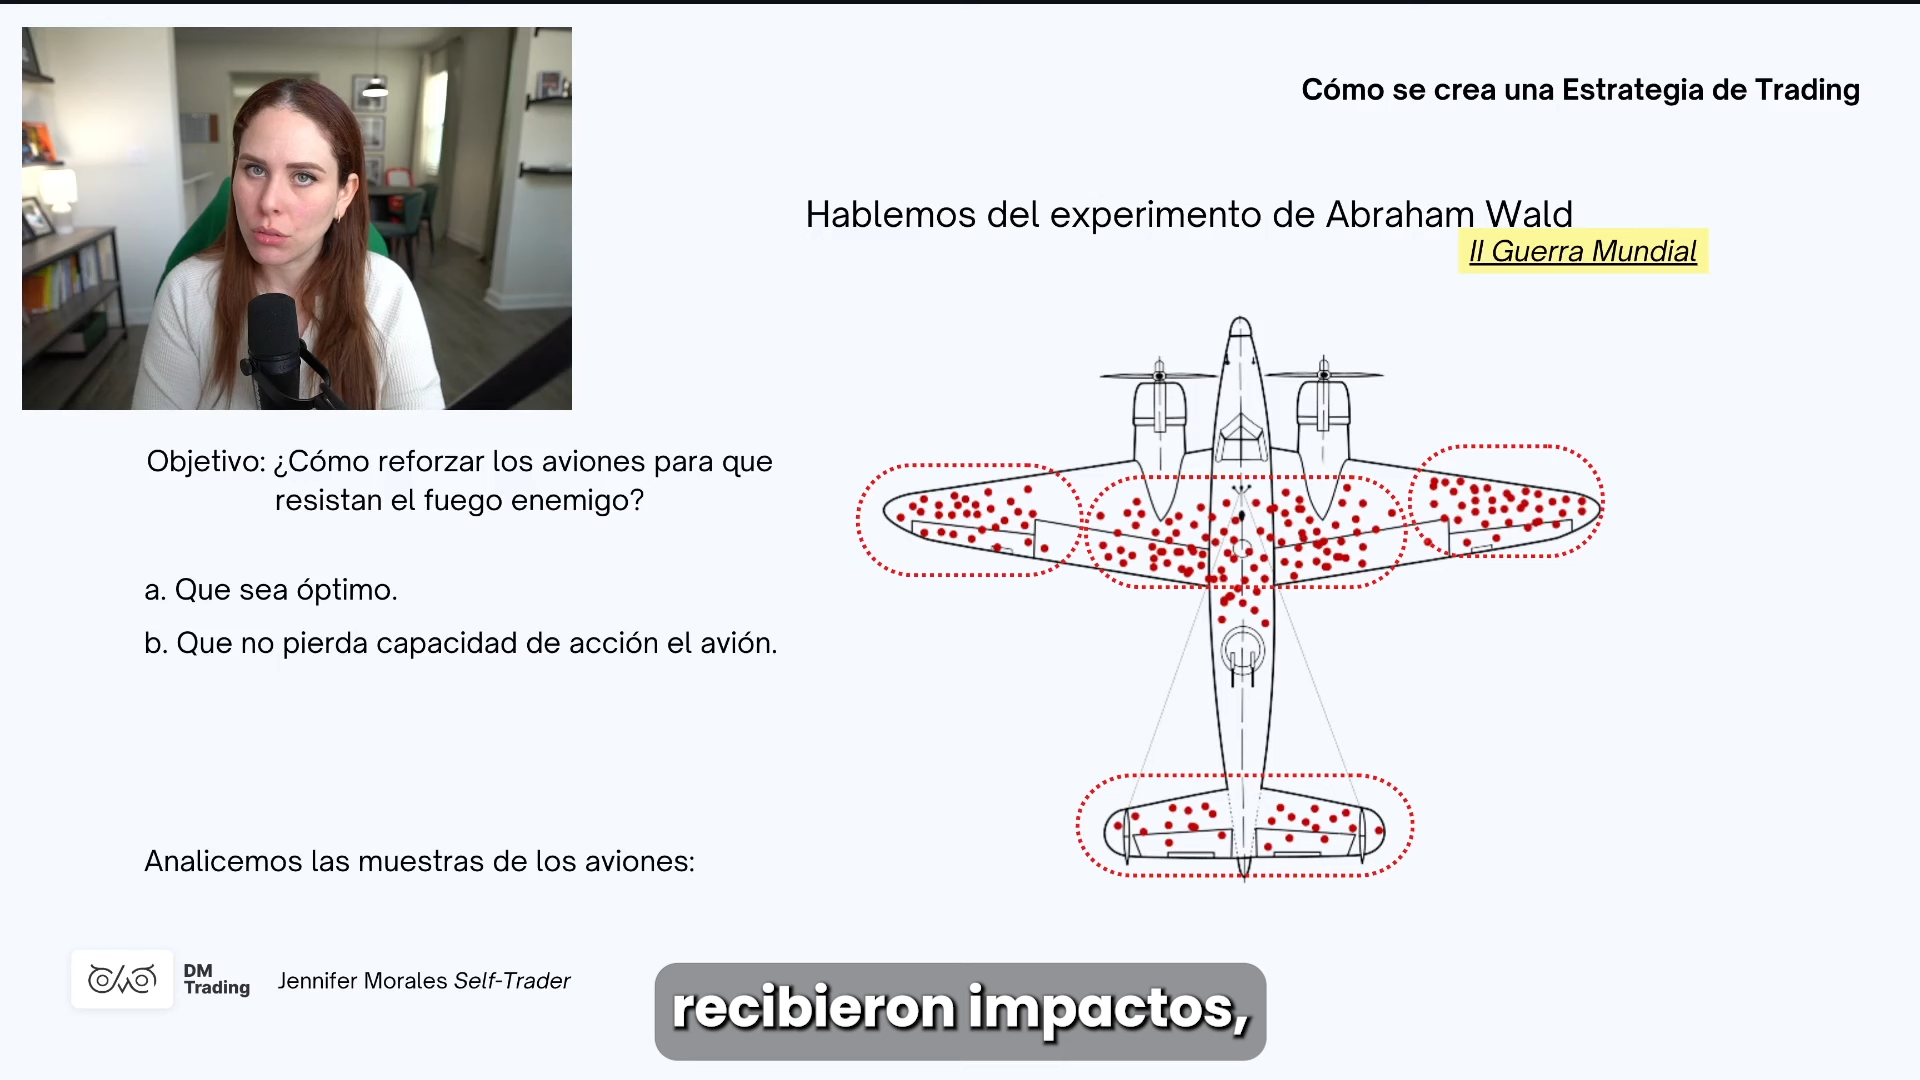 Cómo se crea una Estrategia de Trading
Hablemos del experimento de Abraham Wald
II Guerra Mundial
Objetivo: ¿Cómo reforzar los aviones para que
resistan el fuego enemigo?
a. Que sea óptimo.
b. Que no pierda capacidad de acción el avión.
Analicemos las muestras de los aviones:
DM
Trading
Jennifer Morales Self-Trader
recibieron impactos,